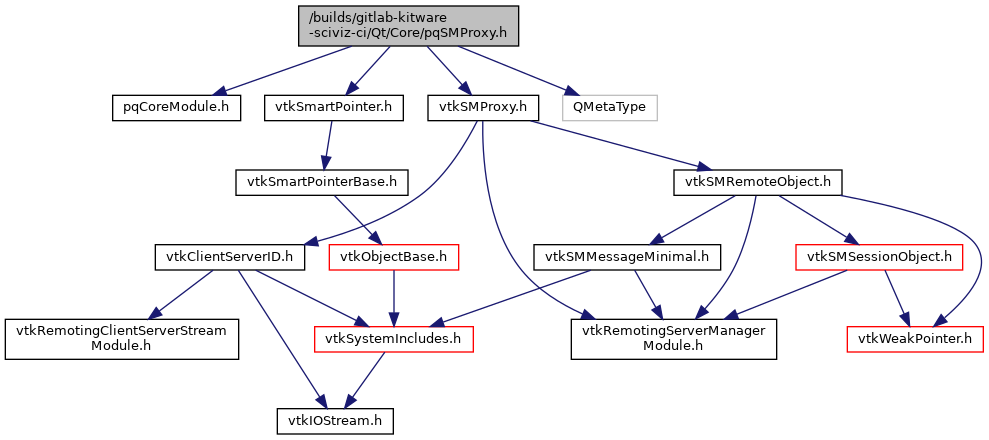 /builds/gitlab-kitware
-sciviz-ci/Qt/Core/pqSMProxy.h
pqCoreModule.h
vtkSmartPointer.h
vtkSMProxy.h
QMetaType
vtkSmartPointerBase.h
vtkSMRemoteObject.h
vtkClientServerID.h
vtkObjectBase.h
vtkSMMessageMinimal.h
vtkSMSessionObject.h
vtkRemotingClientServerStream
Module.h
vtkSystemIncludes.h
vtkRemotingServerManager
Module.h
vtkWeakPointer.h
vtkIOStream.h